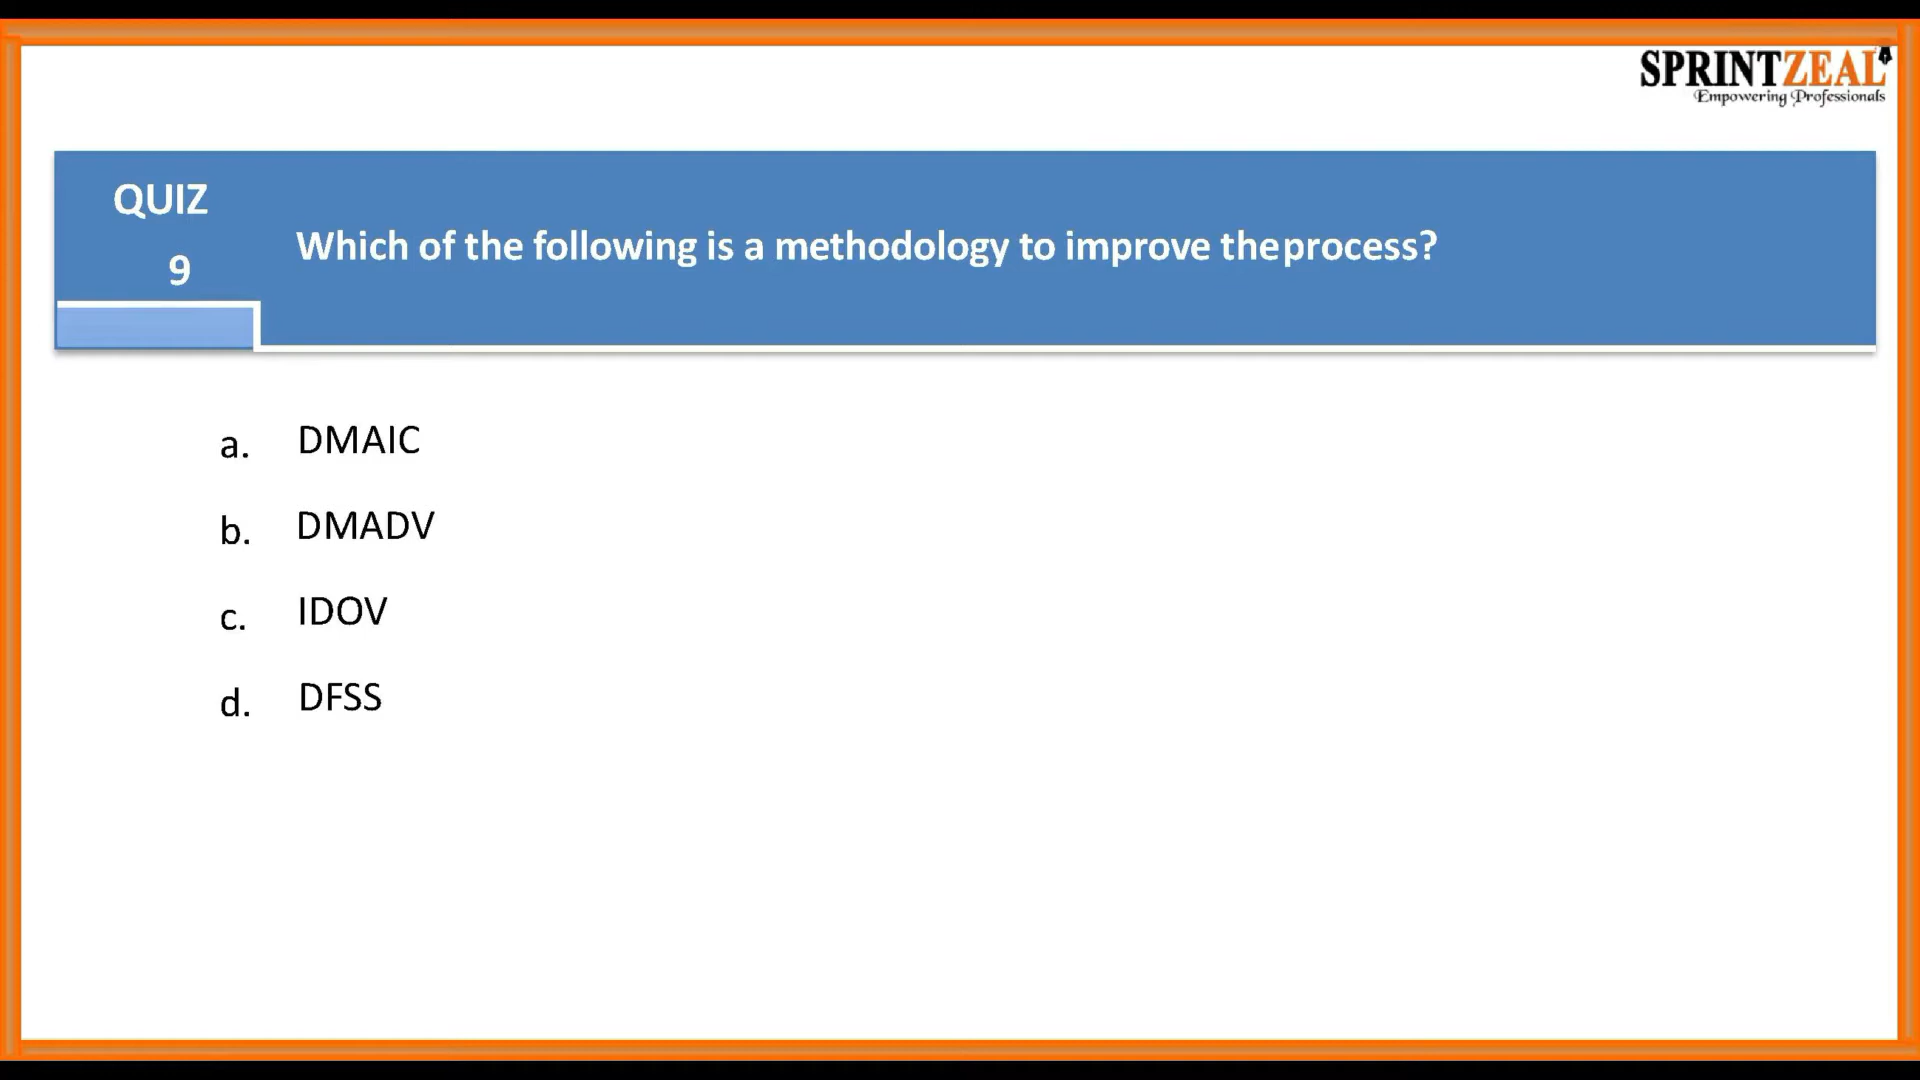 SPRINTZEAL
Empowering Professionals
QUIZ
9
Which of the following is a methodology to improve theprocess?
a. DMAIC
b. DMADV
c. IDOV
d. DFSS